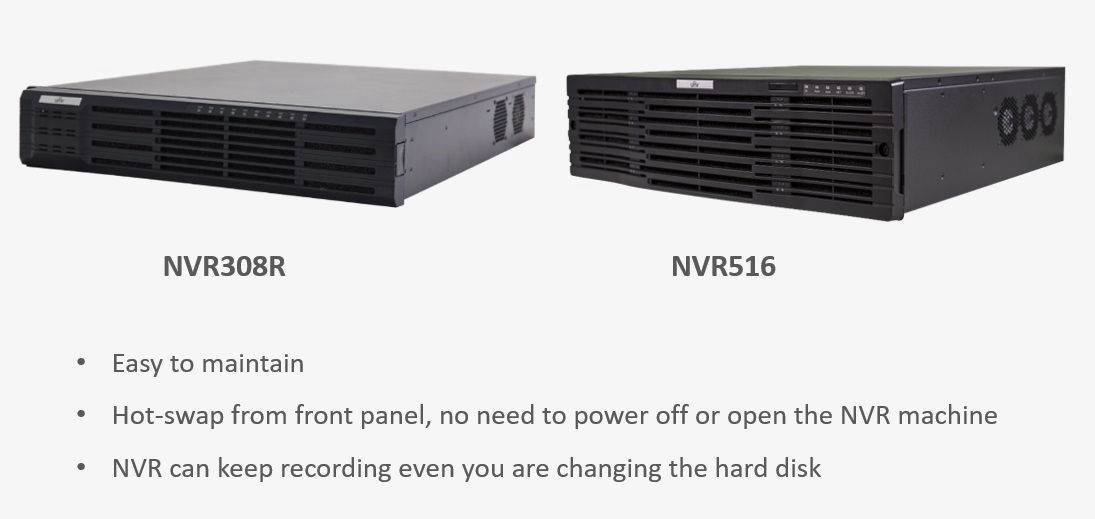 NVR308R
NVR516
• Easy to maintain
• Hot-swap from front panel, no need to power off or open the NVR machine
• NVR can keep recording even you are changing the hard disk